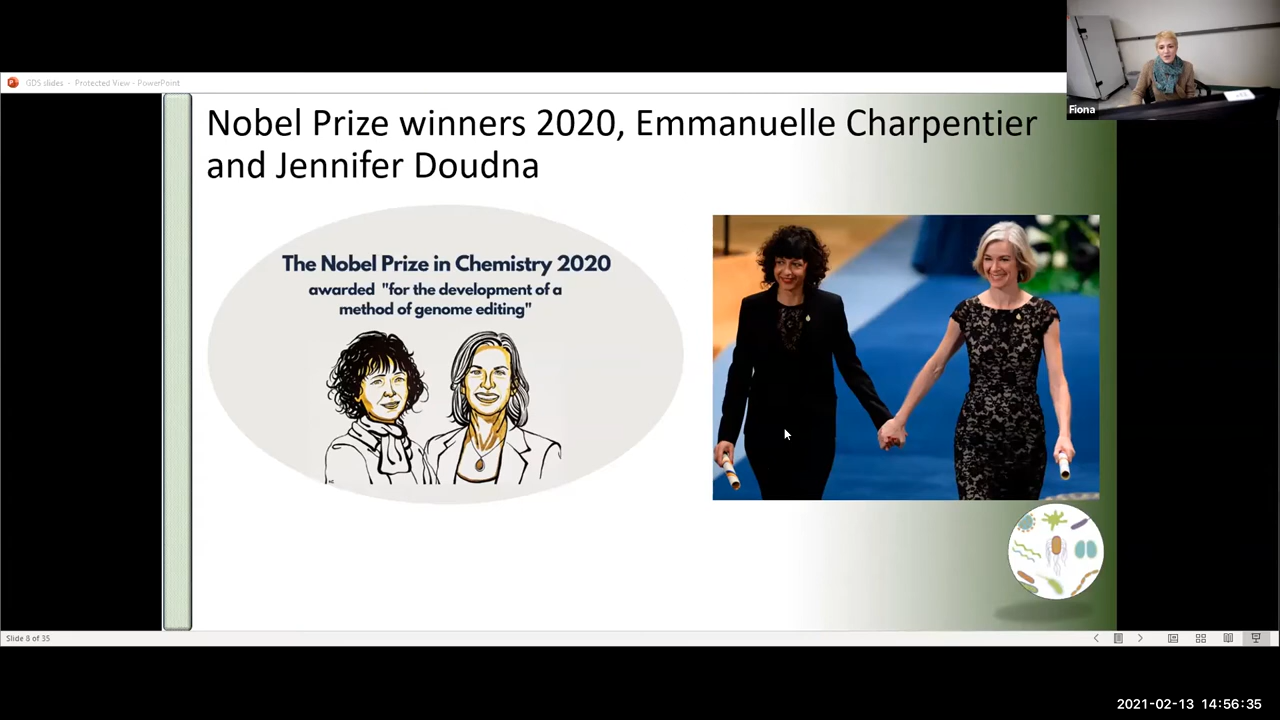 GDS slides - Protected View - PowerPoint
Fiona
Nobel Prize winners 2020, Emmanuelle Charpentier
and Jennifer Doudna
The Nobel Prize in Chemistry 2020
awarded "for the development of a
method of genome editing"
Slide 8 of 35
2021-02-13 14:56:35